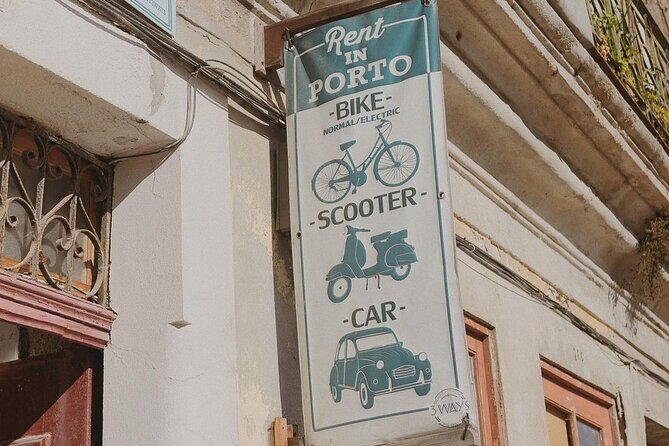 Rent
IN
PORTO
-BIKE-
NORMAL/ELECTRIC
-SCOOTER-
-CAR-
3WAYS